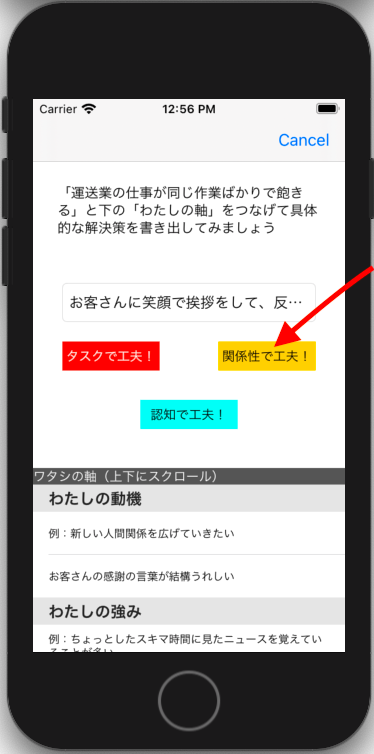 Carrier 12:56 PM
Cancel
「運送業の仕事が同じ作業ばかりで飽き
る」と下の「わたしの軸」をつなげて具体
的な解決策を書き出してみましょう
お客さんに笑顔で挨拶をして、反…
タスクで工夫！ 関係性で工夫！
認知で工夫！
ワタシの軸（上下にスクロール）
わたしの動機
例：新しい人間関係を広げていきたい
お客さんの感謝の言葉が結構うれしい
わたしの強み
例：ちょっとしたスキマ時間に見たニュースを覚えてい
ることが多い